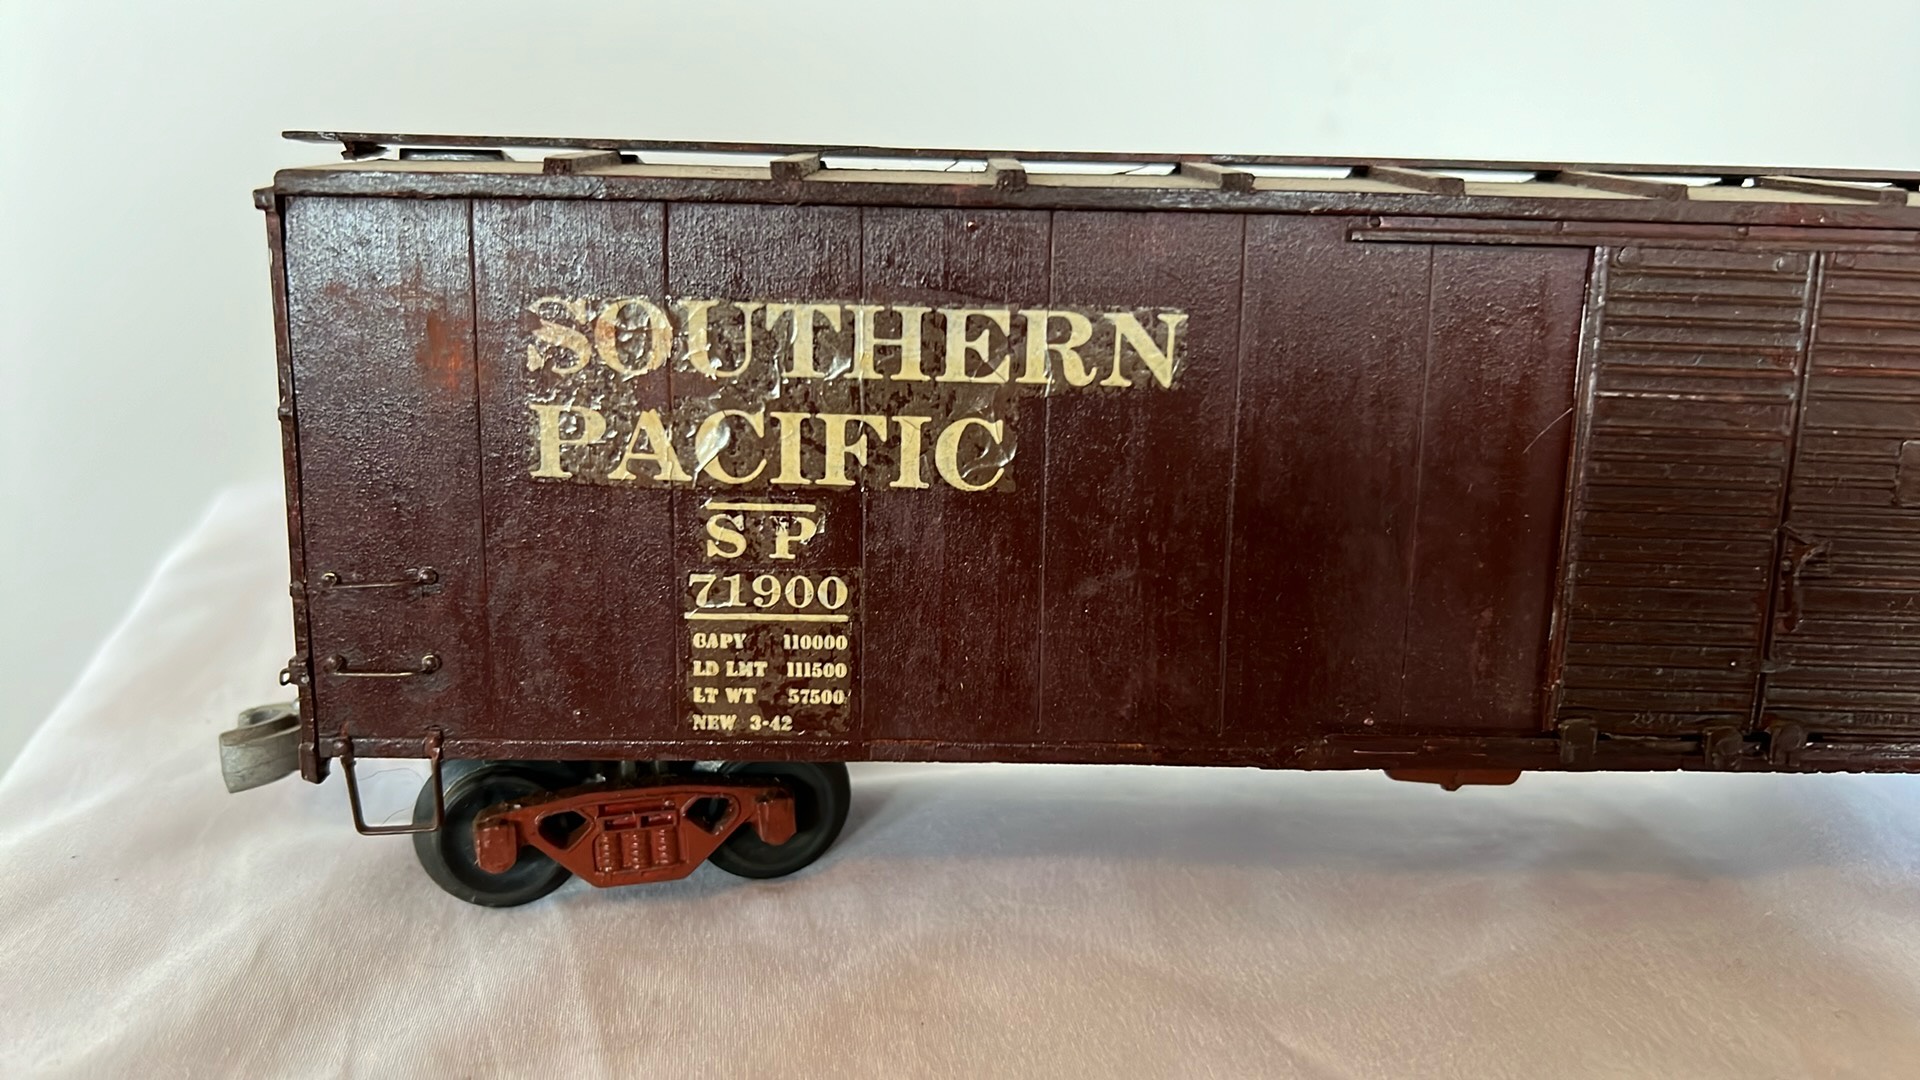 SOUTHERN
PACIFIC
SP
71900
CAPY 110000
LD LMT 111500
LT WT 57500
NEW 3-42